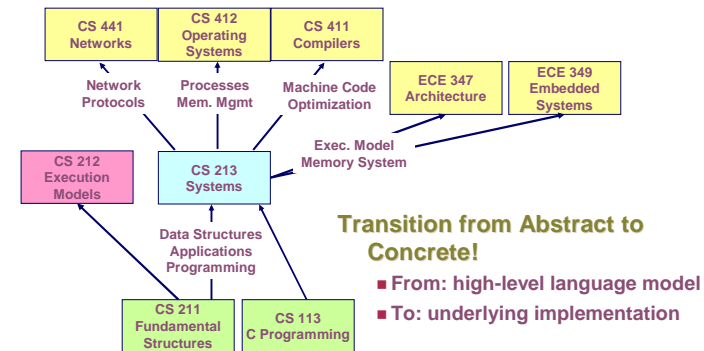 CS 441
Networks
CS 412
Operating
Systems
CS 411
Compilers
Network
Protocols
Processes
Mem. Mgmt
Machine Code
Optimization
ECE 347
Architecture
ECE 349
Embedded
Systems
Exec. Model
Memory System
CS 212
Execution
Models
CS 213
Systems
Data Structures
Applications
Programming
Transition from Abstract to
Concrete!
■ From: high-level language model
■ To: underlying implementation
CS 211
Fundamental
Structures
CS 113
C Programming